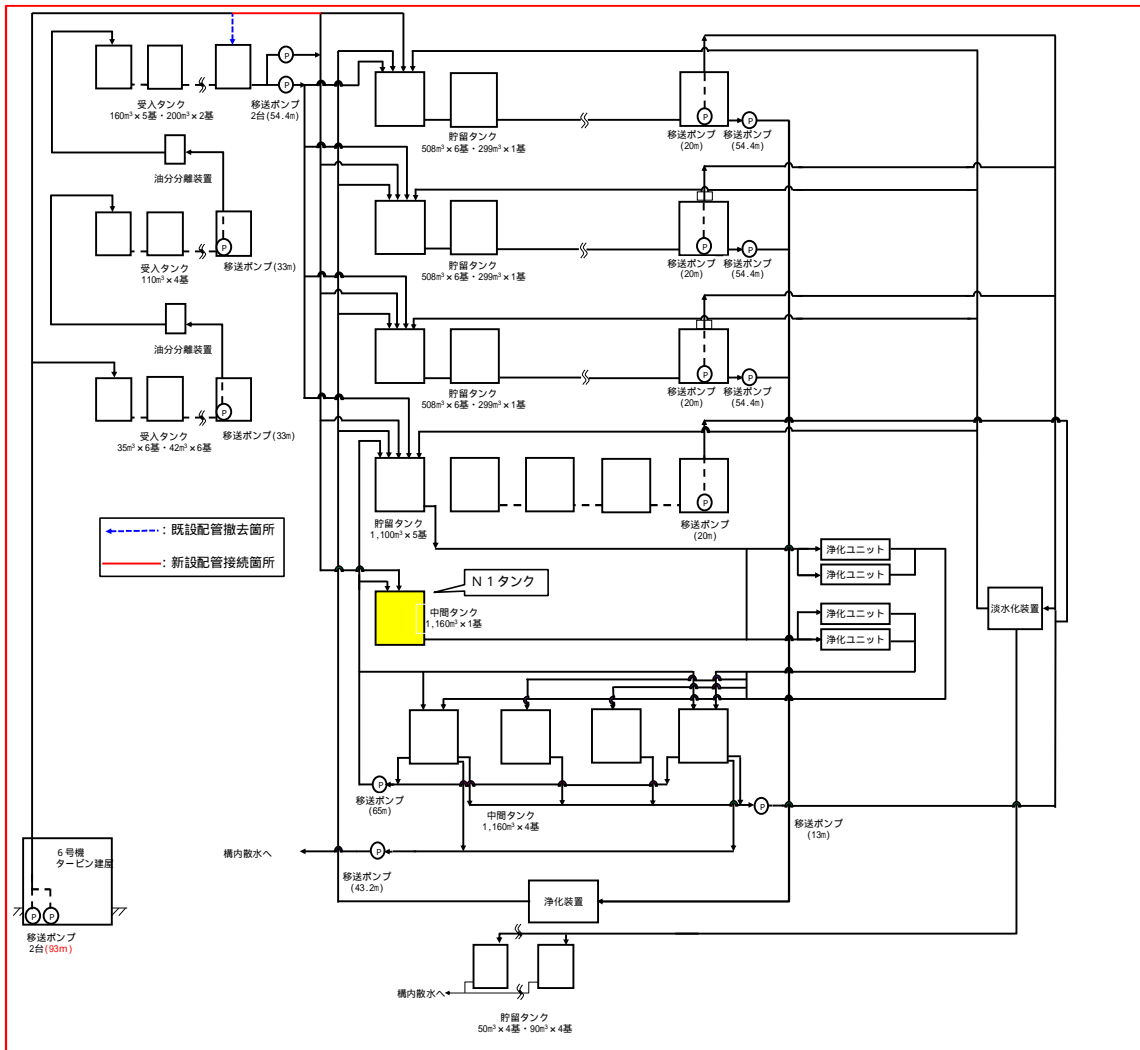 P
P
受入タンク
160m³×5基・200m³×2基
移送ポンプ
2台(54.4m)
P
P
貯留タンク
508m³×6基・299m³×1基
移送ポンプ
(20m)
移送ポンプ
(54.4m)
油分分離装置
P
受入タンク
110m³×4基
移送ポンプ(33m)
P
P
貯留タンク
508m³×6基・299m³×1基
移送ポンプ
(20m)
移送ポンプ
(54.4m)
油分分離装置
P
受入タンク
35m³×6基・42m³×6基
移送ポンプ(33m)
P
P
貯留タンク
508m³×6基・299m³×1基
移送ポンプ
(20m)
移送ポンプ
(54.4m)
P
貯留タンク
1,100m³×5基
移送ポンプ
(20m)
:既設配管撤去箇所
:新設配管接続箇所
浄化ユニット
浄化ユニット
N1タンク
中間タンク
1,160m³×1基
浄化ユニット
浄化ユニット
淡水化装置
P
移送ポンプ
(65m)
P
移送ポンプ
(13m)
中間タンク
1,160m³×4基
構内散水へ
P
移送ポンプ
(43.2m)
6号機
タービン建屋
P
P
移送ポンプ
2台(93m)
浄化装置
構内散水へ
貯留タンク
50m³×4基・90m³×4基